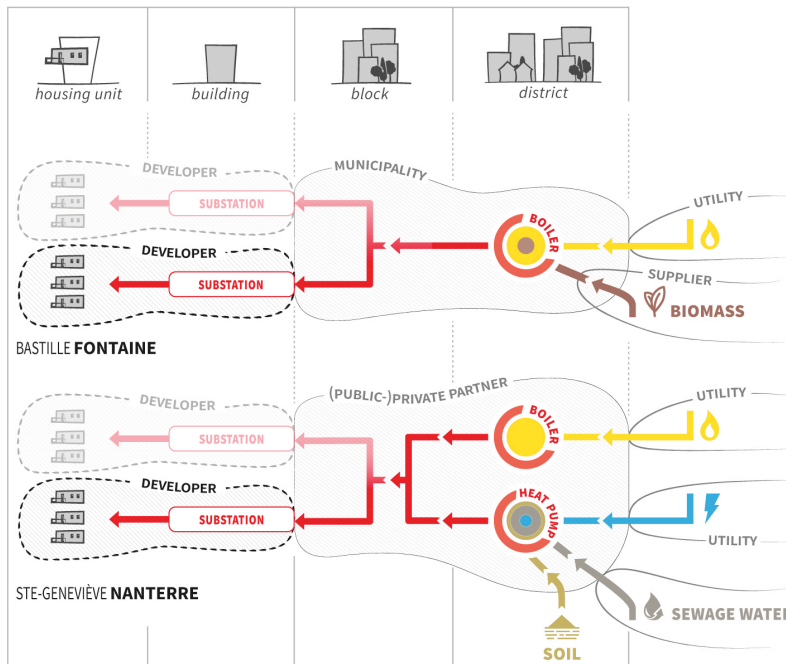 housing unit
building
block
district
DEVELOPER
MUNICIPALITY
SUBSTATION
BOILER
UTILITY
DEVELOPER
SUBSTATION
SUPPLIER
BIOMASS
BASTILLE FONTAINE
DEVELOPER
(PUBLIC-)PRIVATE PARTNER
SUBSTATION
BOILER
UTILITY
DEVELOPER
SUBSTATION
HEAT PUMP
UTILITY
STE-GENEVIÈVE NANTERRE
SEWAGE WATER
SOIL